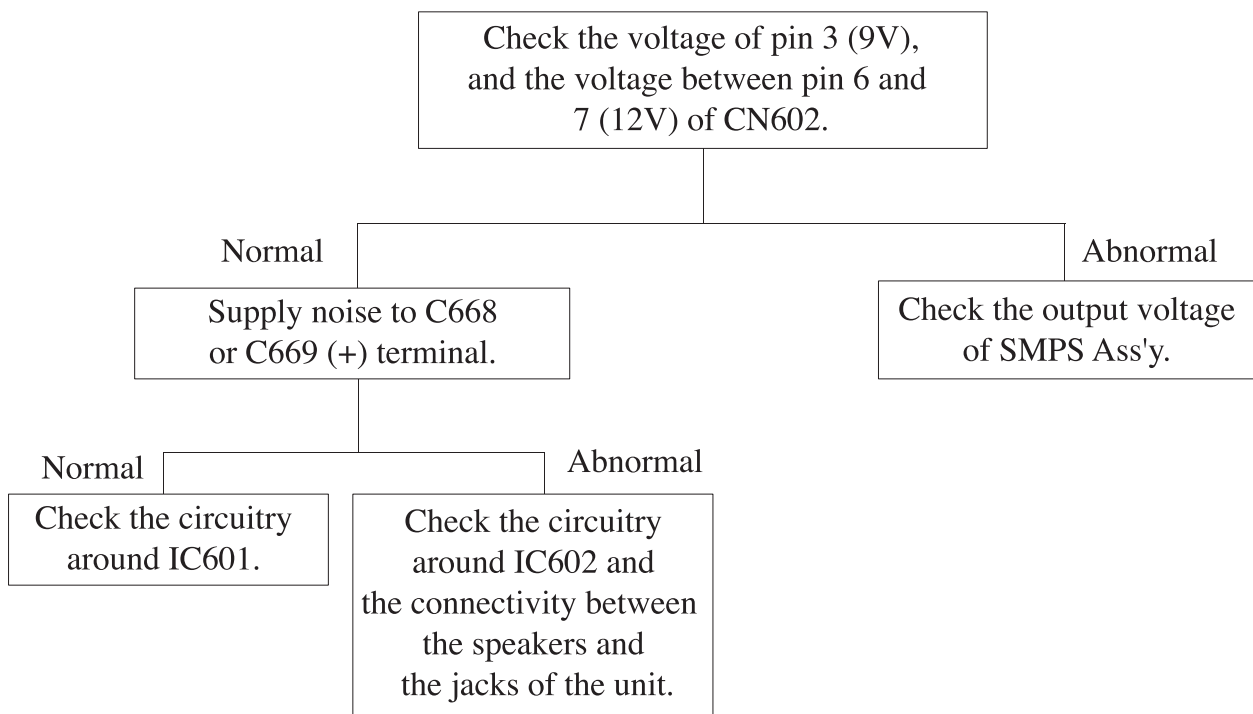 Check the voltage of pin 3 (9V),
and the voltage between pin 6 and
7 (12V) of CN602.
Normal
Abnormal
Supply noise to C668
or C669 (+) terminal.
Check the output voltage
of SMPS Ass'y.
Normal
Abnormal
Check the circuitry
around IC601.
Check the circuitry
around IC602 and
the connectivity between
the speakers and
the jacks of the unit.